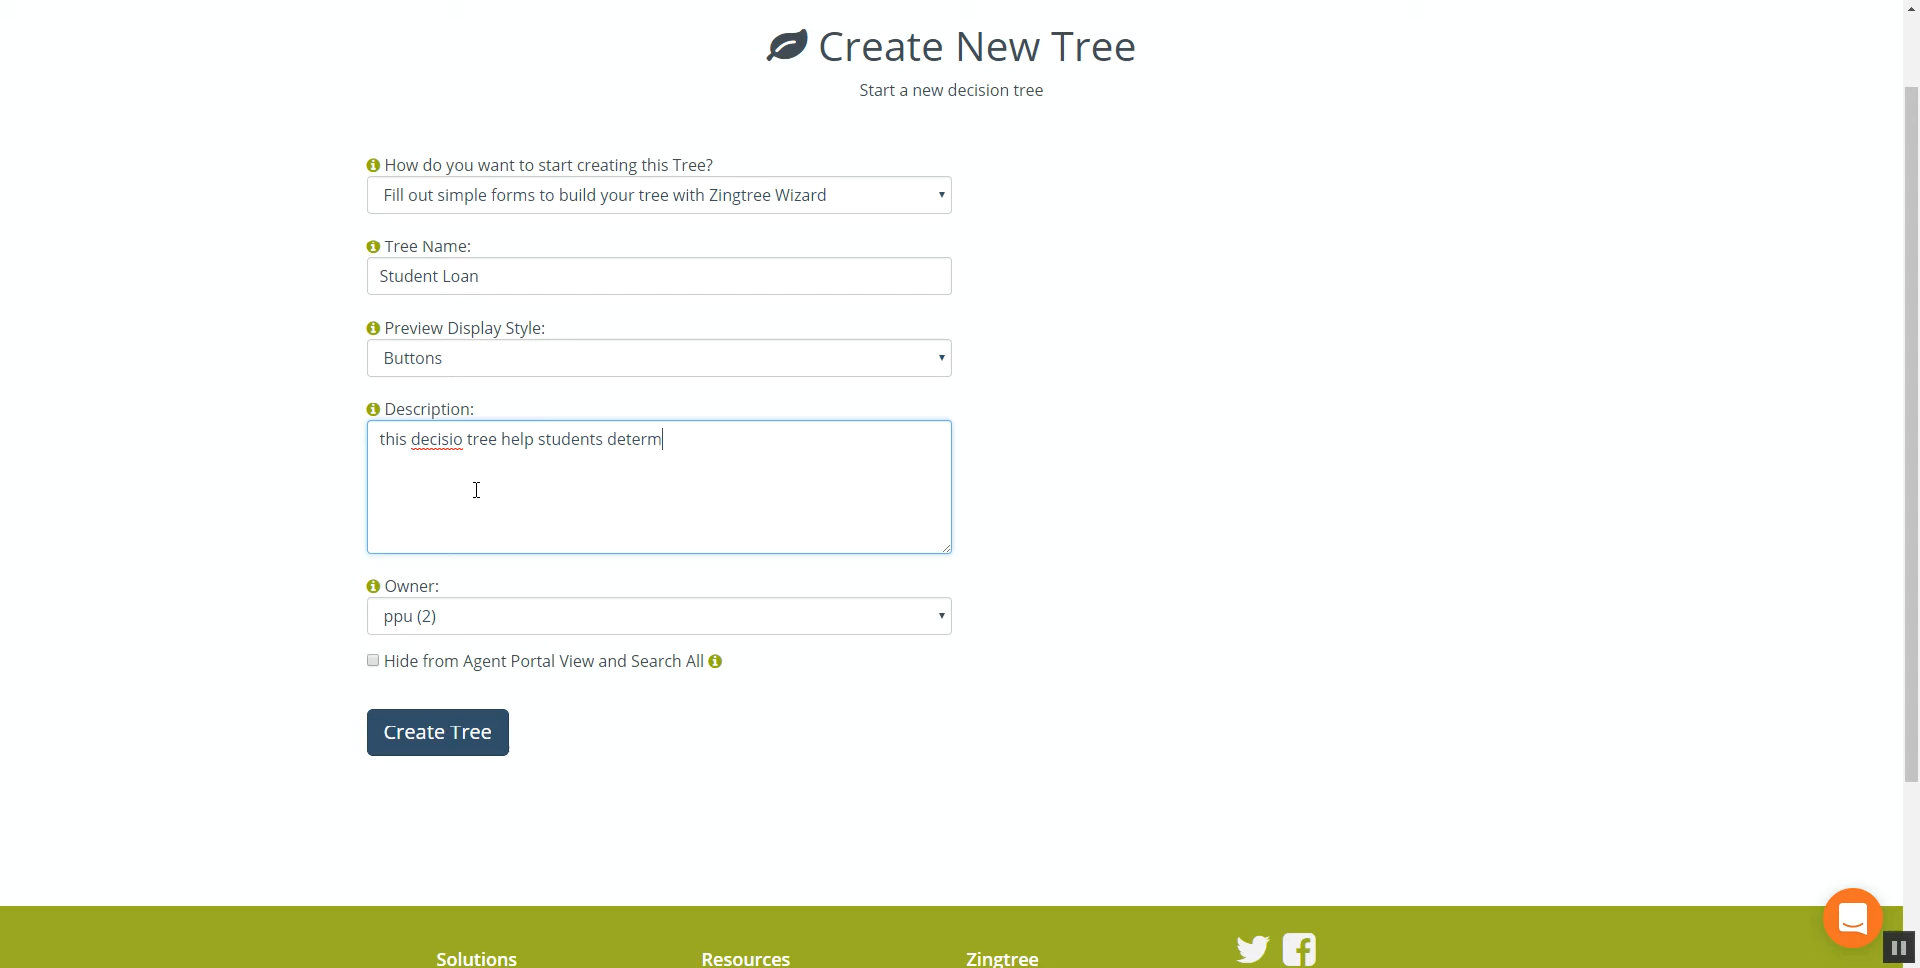 Create New Tree
Start a new decision tree
How do you want to start creating this Tree?
Fill out simple forms to build your tree with Zingtree Wizard
Tree Name:
Student Loan
Preview Display Style:
Buttons
Description:
this decisio tree help students determ
Owner:
ppu (2)
Hide from Agent Portal View and Search All
Create Tree
Solutions Resources Zingtree